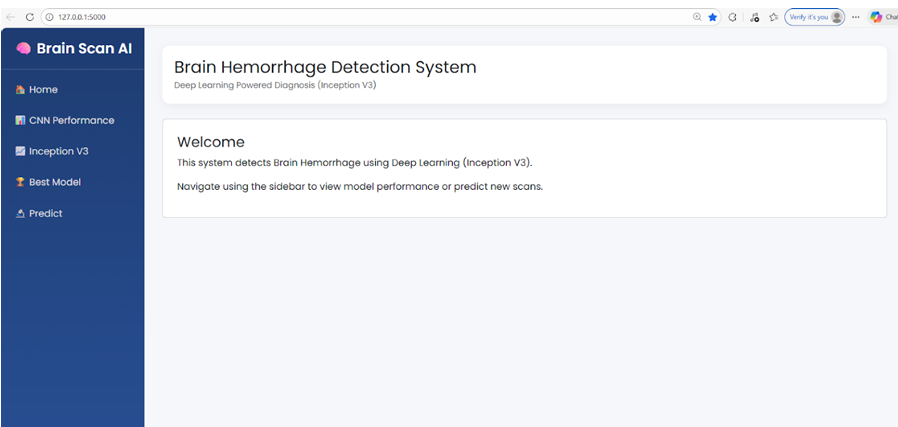 127.0.0.1:5000
Verify it's you
Chat
Brain Scan AI
Home
CNN Performance
Inception V3
Best Model
Predict
Brain Hemorrhage Detection System
Deep Learning Powered Diagnosis (Inception V3)
Welcome
This system detects Brain Hemorrhage using Deep Learning (Inception V3).
Navigate using the sidebar to view model performance or predict new scans.